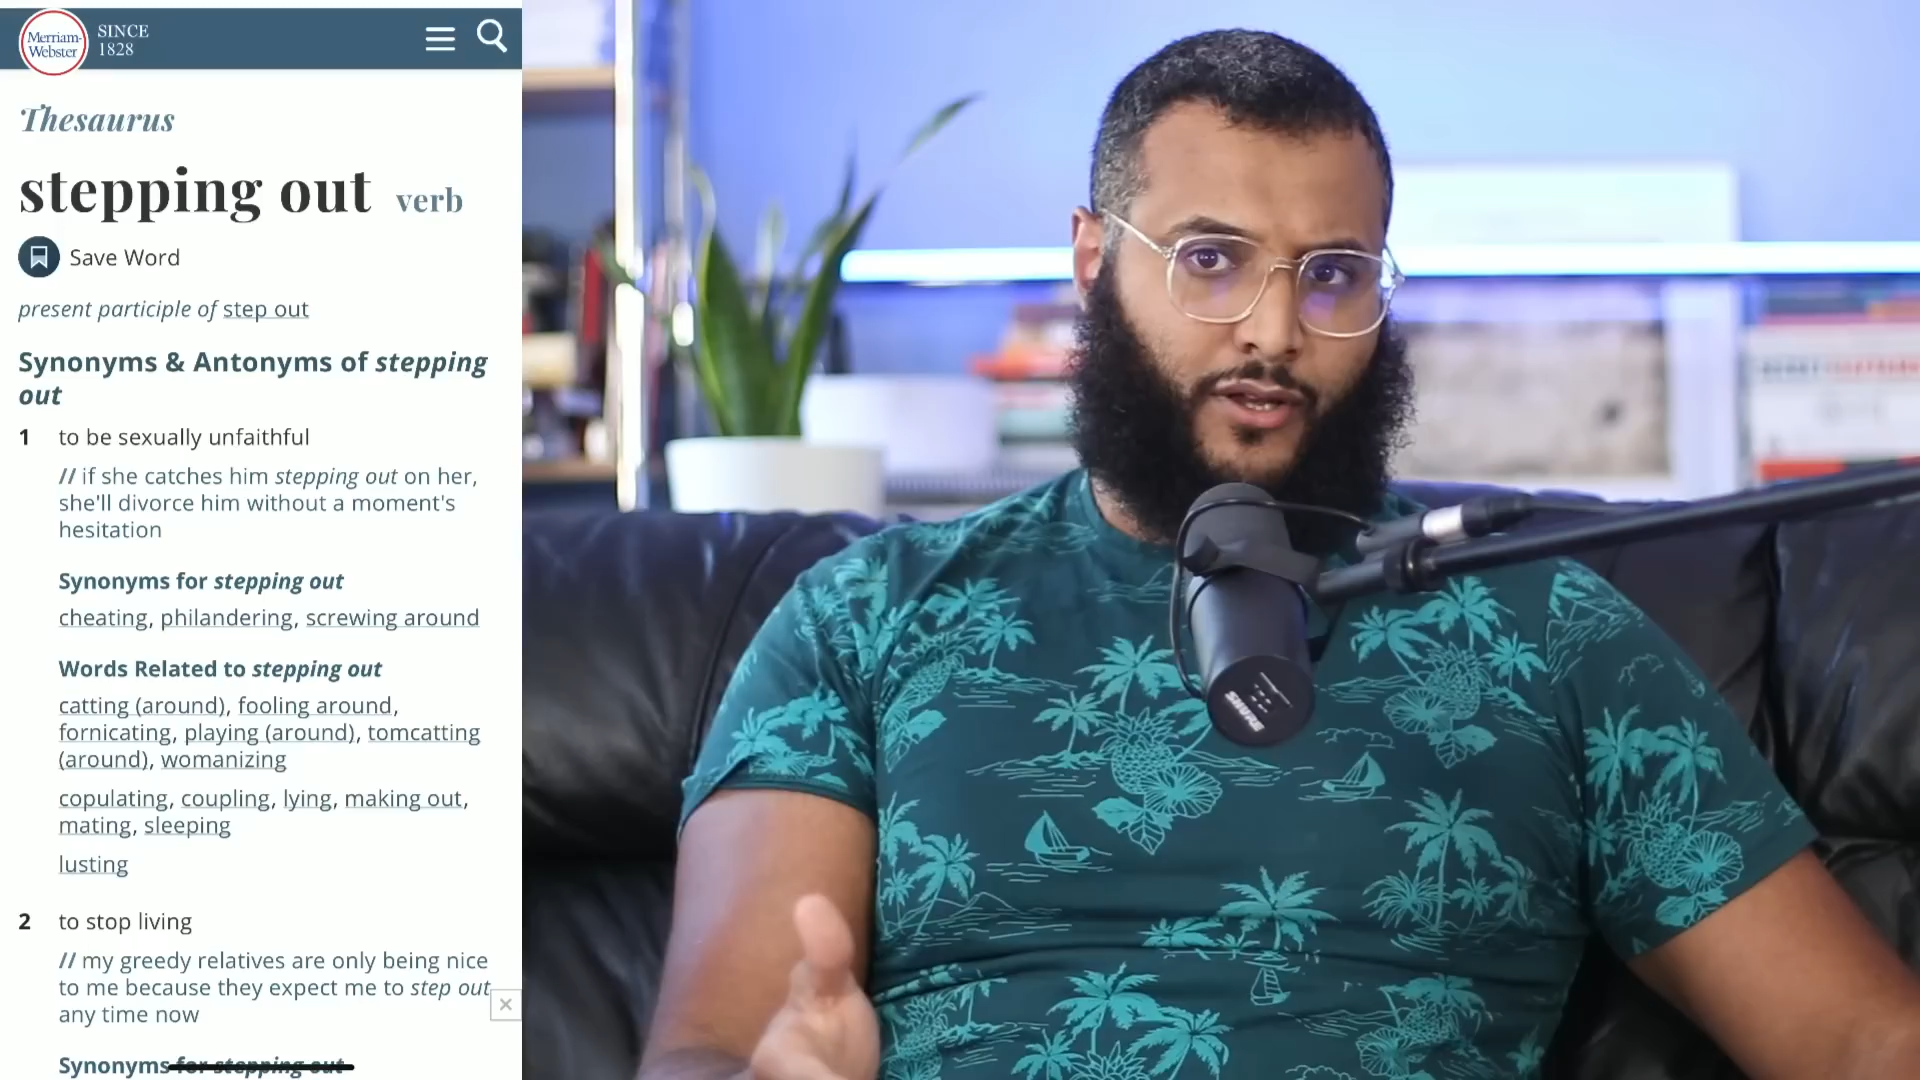 Merriam-
Webster
SINCE
1828
Thesaurus
stepping out verb
Save Word
present participle of step out
Synonyms & Antonyms of stepping
out
1 to be sexually unfaithful
// if she catches him stepping out on her,
she'll divorce him without a moment's
hesitation
Synonyms for stepping out
cheating, philandering, screwing around
Words Related to stepping out
catting (around), fooling around,
fornicating, playing (around), tomcatting
(around), womanizing
copulating, coupling, lying, making out,
mating, sleeping
lusting
2 to stop living
// my greedy relatives are only being nice
to me because they expect me to step out
any time now
Synonyms for stepping out
SHURE